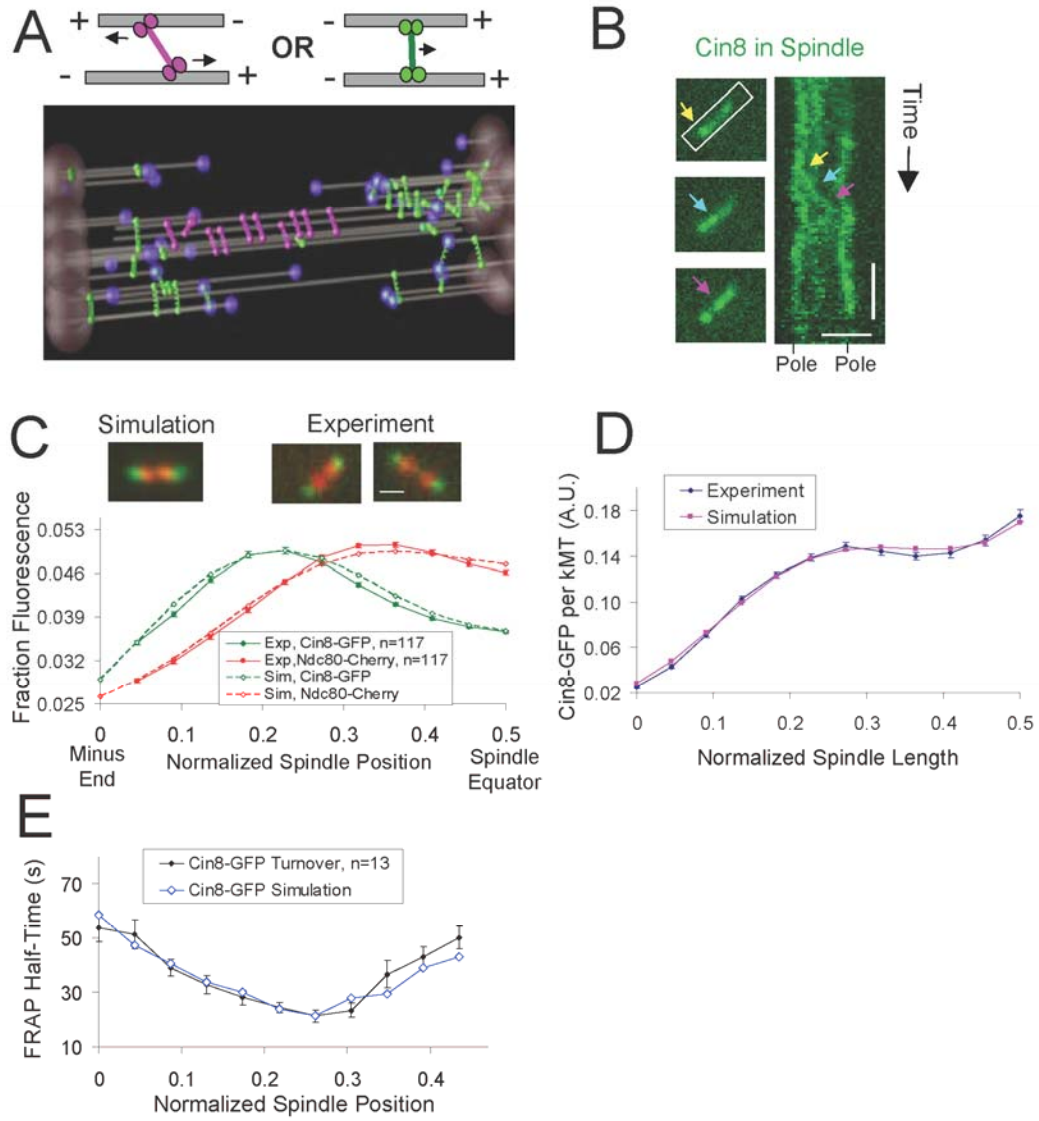 A
+ -
- +
OR
- +
- +
B
Cin8 in Spindle
Time
Pole Pole
C
Simulation Experiment
Fraction Fluorescence
0.053
0.046
0.039
0.032
0.025
Exp, Cin8-GFP, n=117
Exp,Ndc80-Cherry, n=117
Sim, Cin8-GFP
Sim, Ndc80-Cherry
0 0.1 0.2 0.3 0.4 0.5
Minus End
Normalized Spindle Position
Spindle Equator
D
Cin8-GFP per kMT (A.U.)
0.18
0.14
0.10
0.06
0.02
Experiment
Simulation
0 0.1 0.2 0.3 0.4 0.5
Normalized Spindle Length
E
FRAP Half-Time (s)
70
50
30
10
Cin8-GFP Turnover, n=13
Cin8-GFP Simulation
0 0.1 0.2 0.3 0.4
Normalized Spindle Position